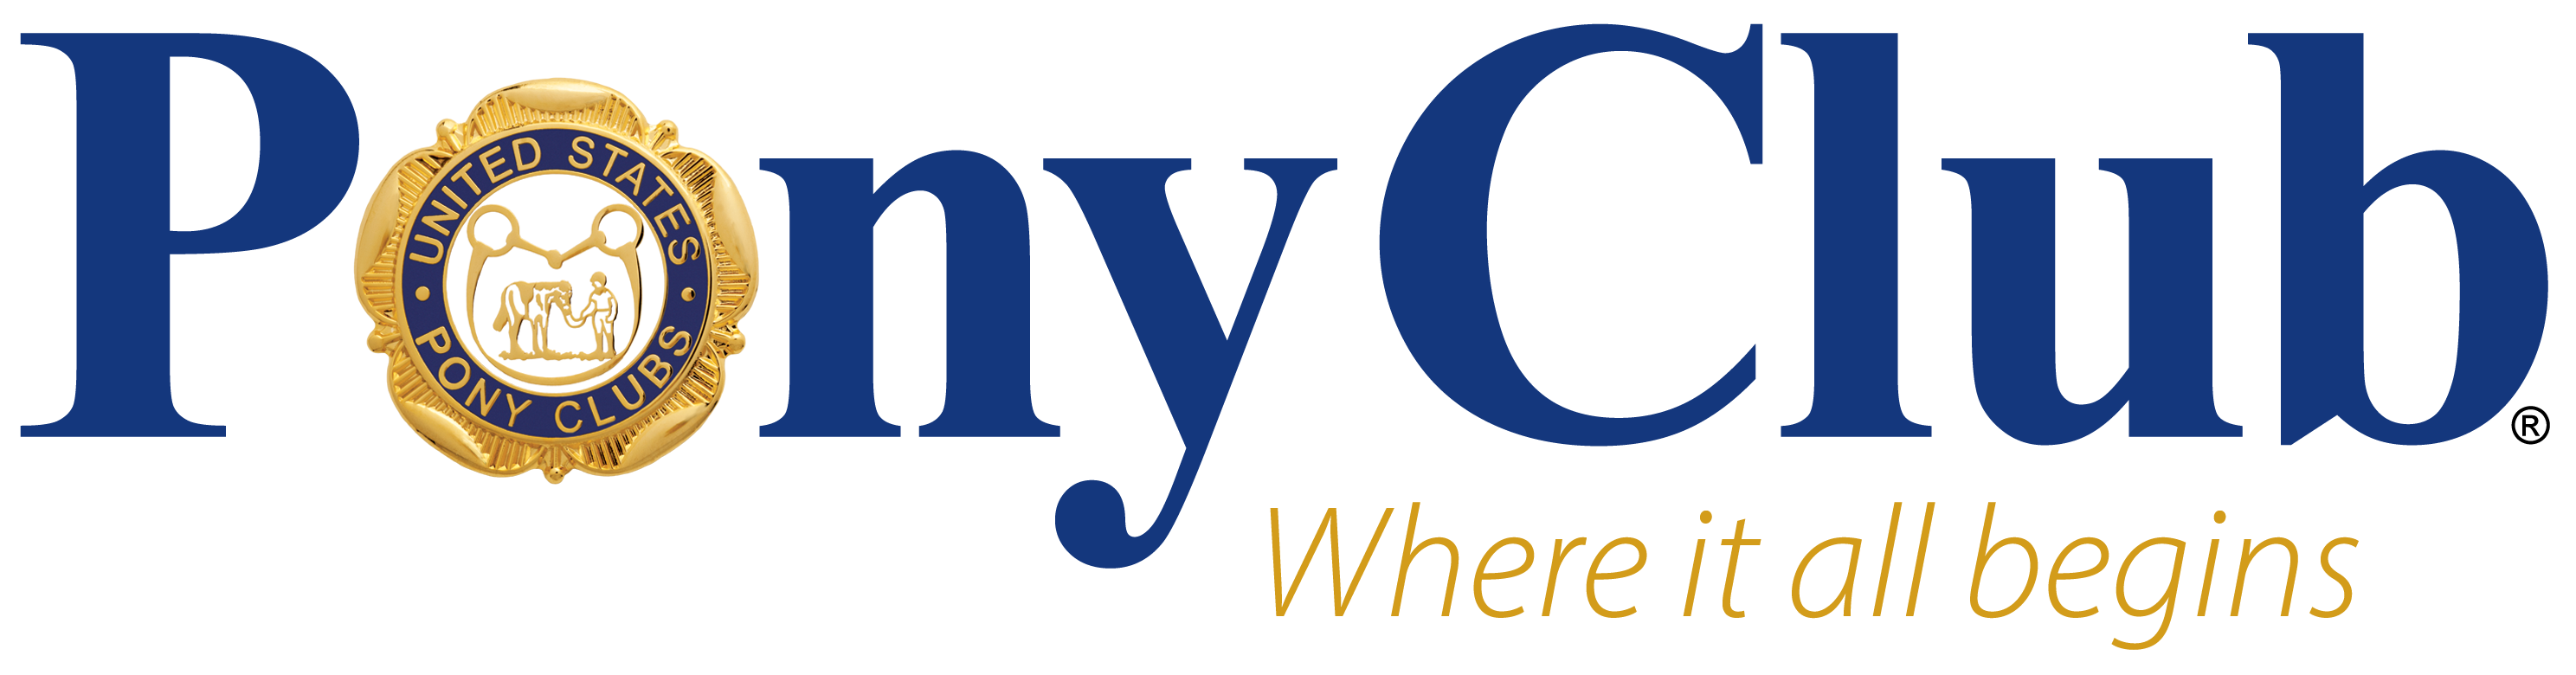 Pony Club®
UNITED STATES
PONY CLUBS
Where it all begins